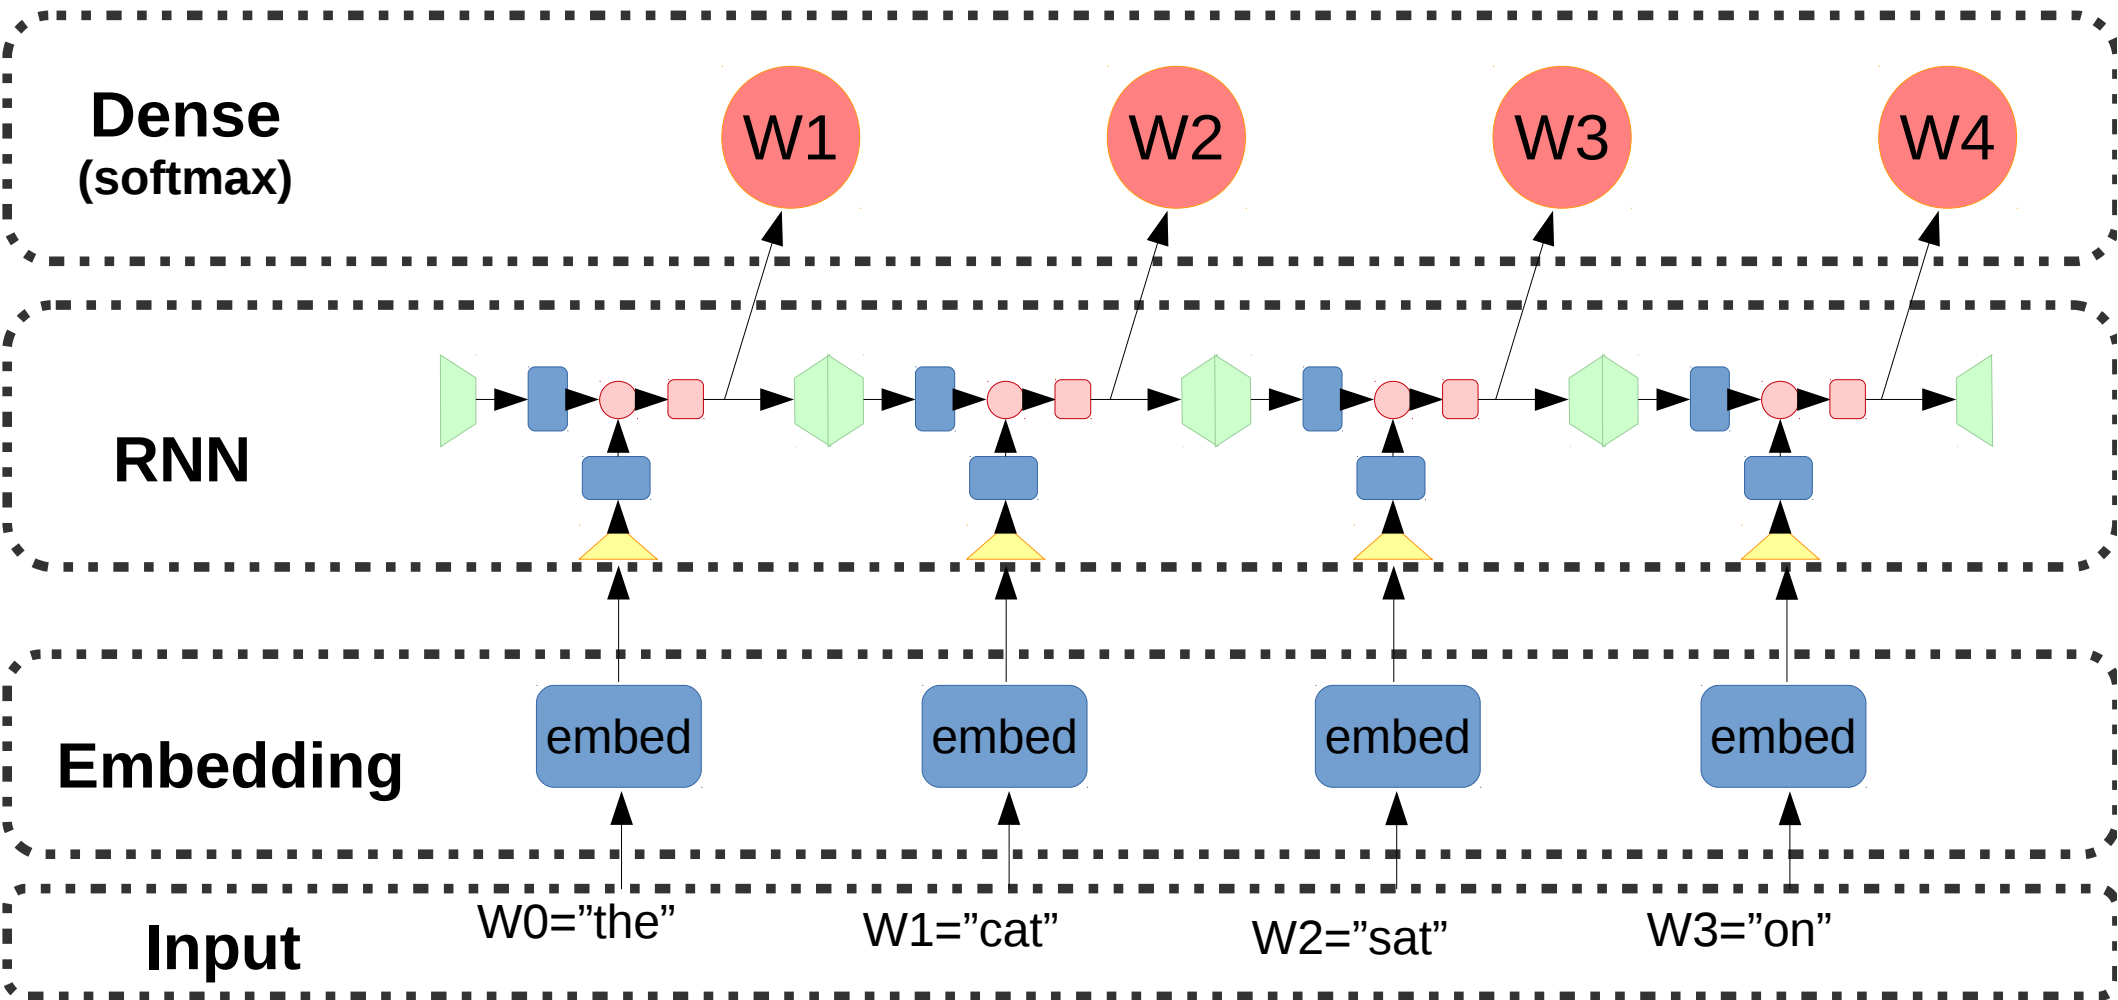 Dense
(softmax)
W1
W2
W3
W4
RNN
Embedding
embed
embed
embed
embed
Input
W0=”the”
W1=”cat”
W2=”sat”
W3=”on”